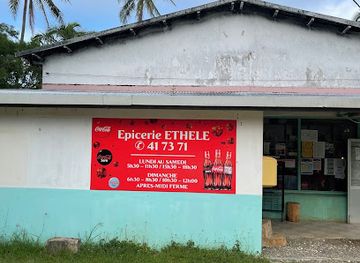 Coca-Cola
Epicerie ETHELE
✆ 41 73 71
LUNDI AU SAMEDI
5h30 - 11h30 / 15h30 - 18h30
DIMANCHE
6h30 - 8h30 / 10h30 - 12h00
APRES-MIDI FERME